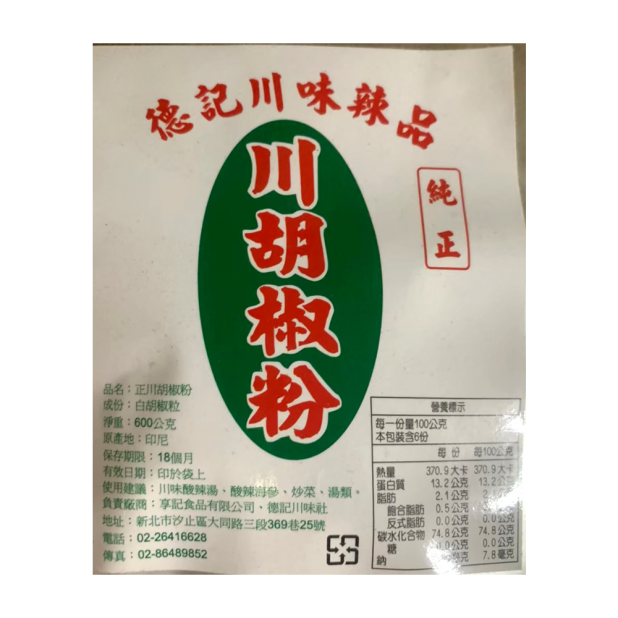 德記川味辣品
純正
川胡椒粉
品名：正川胡椒粉
成份：白胡椒粒
淨重：600公克
原產地：印尼
保存期限：18個月
有效日期：印於袋上
使用建議：川味酸辣湯、酸辣海參、炒菜、湯類。
負責廠商：享記食品有限公司、德記川味社
地址：新北市汐止區大同路三段369巷25號
電話：02-26416628
傳真：02-86489852
營養標示
每一份量100公克
本包裝含6份
每 份 每100公克
熱量 370.9大卡 370.9大卡
蛋白質 13.2公克 13.2公克
脂肪 2.1公克
飽合脂肪 0.5公克
反式脂肪 0.0公克 0.0公克
碳水化合物 74.8公克 74.8公克
糖 0.0公克
鈉 7.8毫克